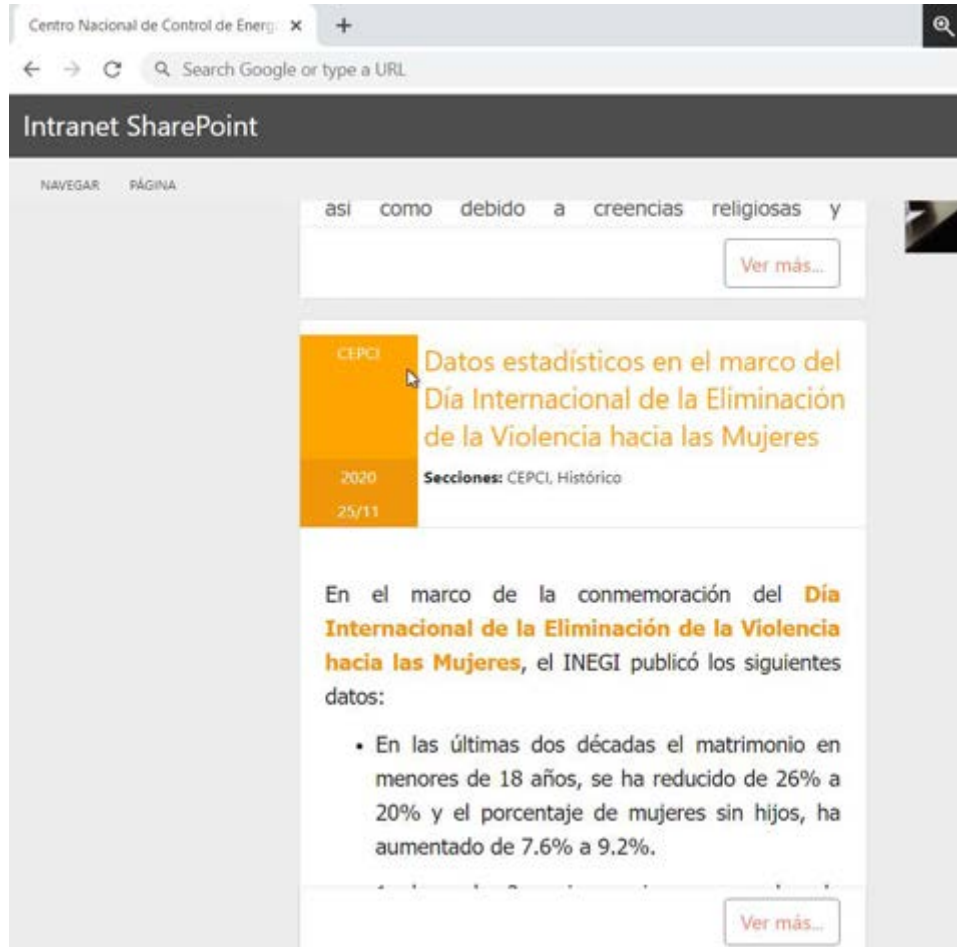 Centro Nacional de Control de Energí
Search Google or type a URL
Intranet SharePoint
NAVEGAR PÁGINA
así como debido a creencias religiosas y
Ver más...
CEPCI
Datos estadísticos en el marco del
Día Internacional de la Eliminación
de la Violencia hacia las Mujeres
2020
25/11
Secciones: CEPCI, Histórico
En el marco de la conmemoración del Día
Internacional de la Eliminación de la Violencia
hacia las Mujeres, el INEGI publicó los siguientes
datos:
• En las últimas dos décadas el matrimonio en
menores de 18 años, se ha reducido de 26% a
20% y el porcentaje de mujeres sin hijos, ha
aumentado de 7.6% a 9.2%.
Ver más...